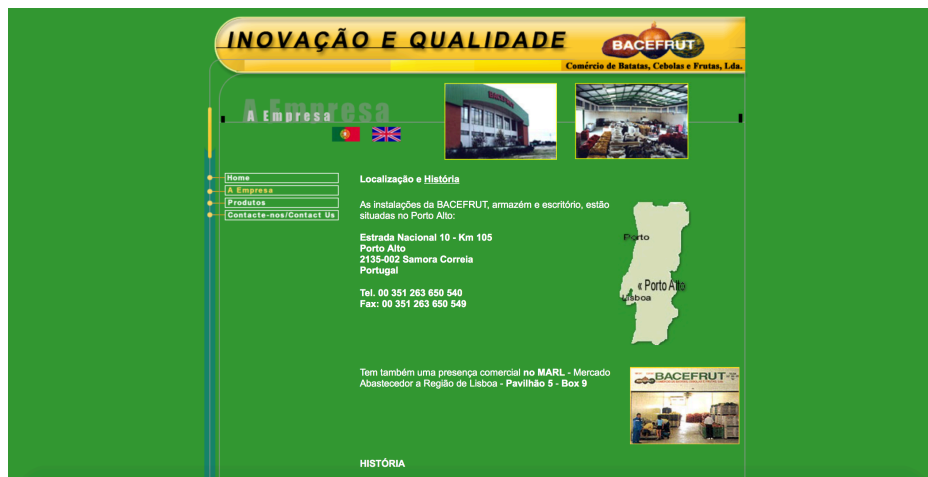 INOVAÇÃO E QUALIDADE
BACEFRUT
Comércio de Batatas, Cebolas e Frutas, Lda.
A Empresa
A Empresa
BACEFRUT
Home
A Empresa
Produtos
Contacte-nos/Contact Us
Localização e História
As instalações da BACEFRUT, armazém e escritório, estão
situadas no Porto Alto:
Estrada Nacional 10 - Km 105
Porto Alto
2135-002 Samora Correia
Portugal
Tel. 00 351 263 650 540
Fax: 00 351 263 650 549
Porto
« Porto Alto
Lisboa
Tem também uma presença comercial no MARL - Mercado
Abastecedor a Região de Lisboa - Pavilhão 5 - Box 9
BACEFRUT
HISTÓRIA